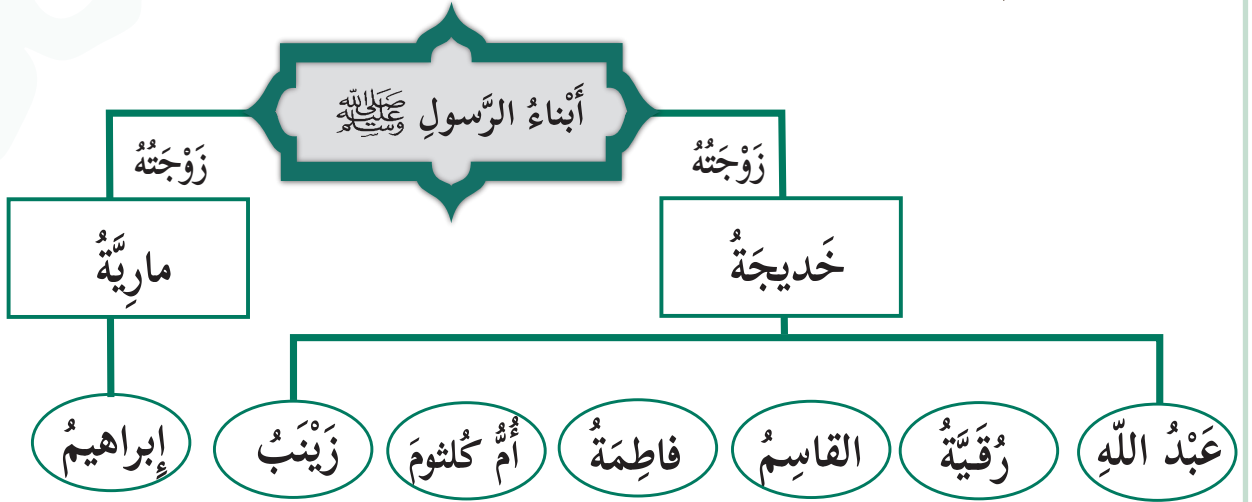 أَبْناءُ الرَّسولِ ﷺ
زَوْجَتُهُ
زَوْجَتُهُ
خَديجَةُ
مارِيَّةُ
عَبْدُ اللّهِ
رُقَيَّةُ
القاسِمُ
فاطِمَةُ
أُمُّ كُلثومَ
زَيْنَبُ
إِبراهيمُ